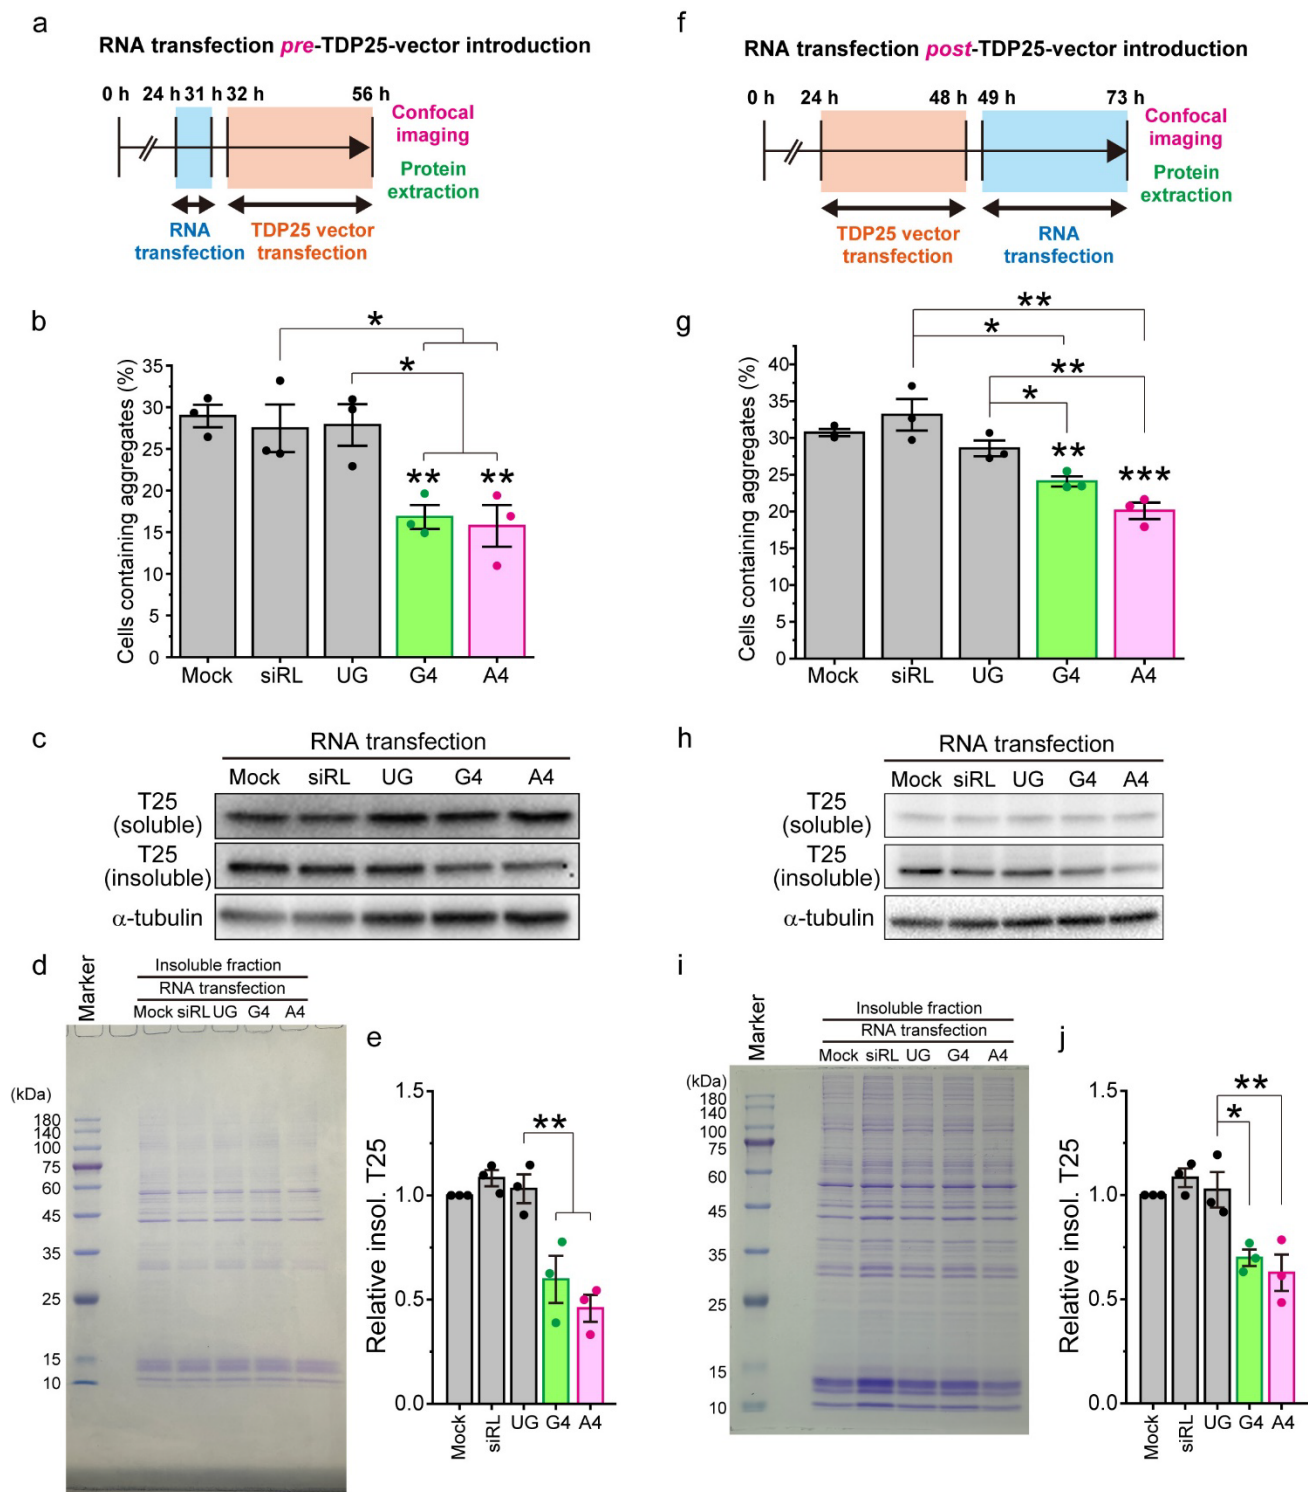 a
RNA transfection pre-TDP25-vector introduction
0 h 24 h 31 h 32 h 56 h
Confocal
imaging
Protein
extraction
RNA
transfection
TDP25 vector
transfection
b
Cells containing aggregates (%)
35
30
25
20
15
10
5
0
*
*
** **
Mock siRL UG G4 A4
c
RNA transfection
Mock siRL UG G4 A4
T25
(soluble)
T25
(insoluble)
α-tubulin
d
Marker
Insoluble fraction
RNA transfection
Mock siRL UG G4 A4
(kDa)
180
140
100
75
60
45
35
25
15
10
e
Relative insol. T25
1.5
1.0
0.5
0.0
**
Mock siRL UG G4 A4
f
RNA transfection post-TDP25-vector introduction
0 h 24 h 48 h 49 h 73 h
Confocal
imaging
Protein
extraction
TDP25 vector
transfection
RNA
transfection
g
Cells containing aggregates (%)
40
35
30
25
20
15
10
5
0
**
*
**
*
**
***
Mock siRL UG G4 A4
h
RNA transfection
Mock siRL UG G4 A4
T25
(soluble)
T25
(insoluble)
α-tubulin
i
Marker
Insoluble fraction
RNA transfection
Mock siRL UG G4 A4
(kDa)
180
140
100
75
60
45
35
25
15
10
j
Relative insol. T25
1.5
1.0
0.5
0.0
**
*
Mock siRL UG G4 A4